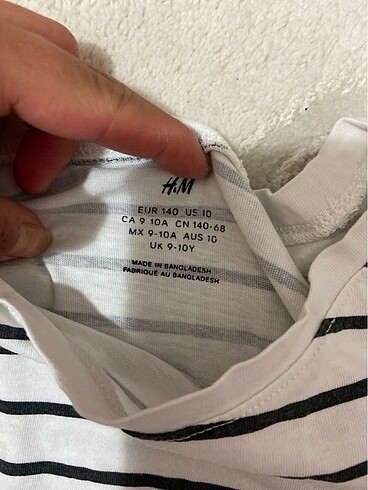 H&M
EUR 140 US 10
CA 9-10A CN 140-68
MX 9-10A AUS 10
UK 9-10Y
MADE IN BANGLADESH
FABRIQUÉ AU BANGLADESH